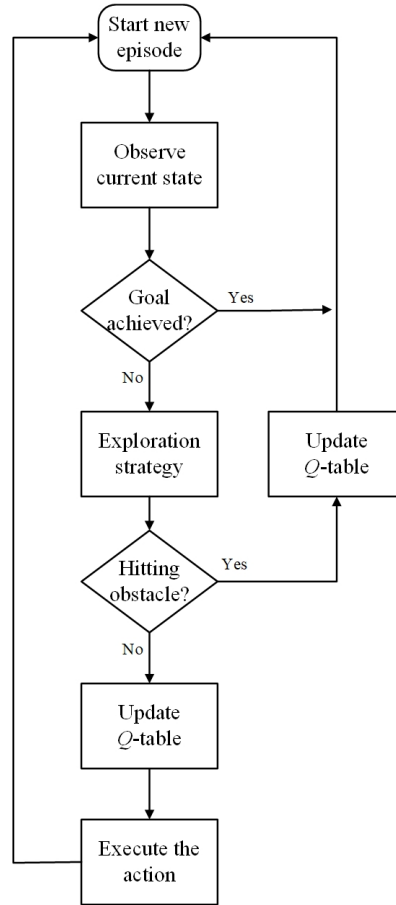 Start new
episode
Observe
current state
Goal
achieved?
Yes
No
Exploration
strategy
Update
Q-table
Hitting
obstacle?
Yes
No
Update
Q-table
Execute the
action